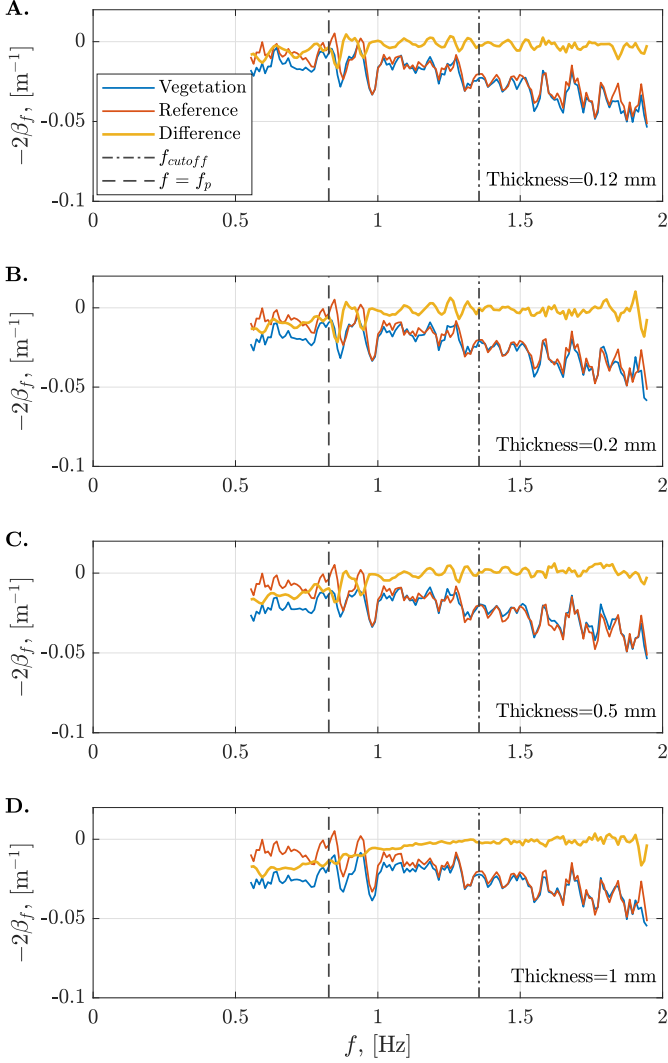 A.
0
-0.05
-0.1
−2β_f, [m⁻¹]
Vegetation
Reference
Difference
f_cutoff
f = f_p
Thickness=0.12 mm
0 0.5 1 1.5 2
B.
0
-0.05
-0.1
−2β_f, [m⁻¹]
Thickness=0.2 mm
0 0.5 1 1.5 2
C.
0
-0.05
-0.1
−2β_f, [m⁻¹]
Thickness=0.5 mm
0 0.5 1 1.5 2
D.
0
-0.05
-0.1
−2β_f, [m⁻¹]
Thickness=1 mm
0 0.5 1 1.5 2
f, [Hz]